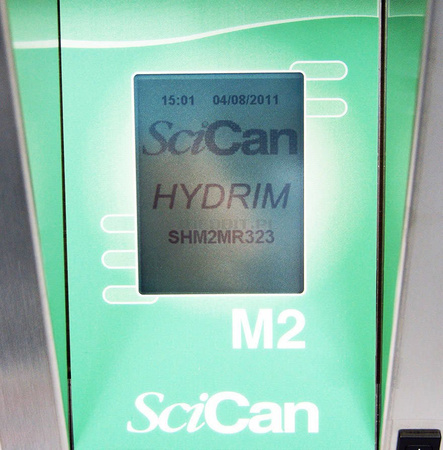 15:01 04/08/2011
SciCan
HYDRIM
SHM2MR323
M2
SciCan